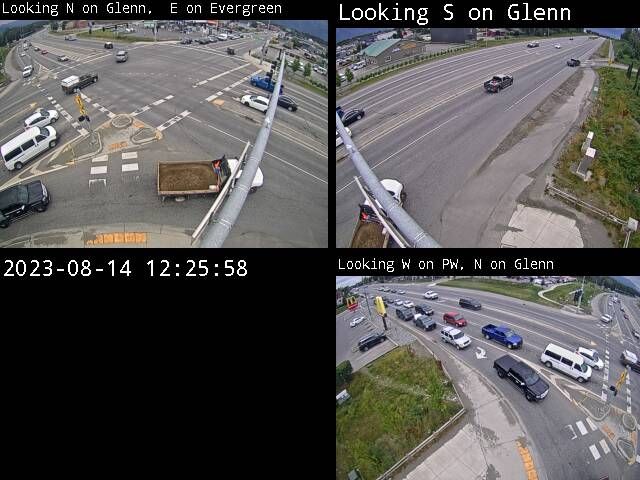 Looking N on Glenn, E on Evergreen
Looking S on Glenn
2023-08-14 12:25:58
Looking W on PW, N on Glenn